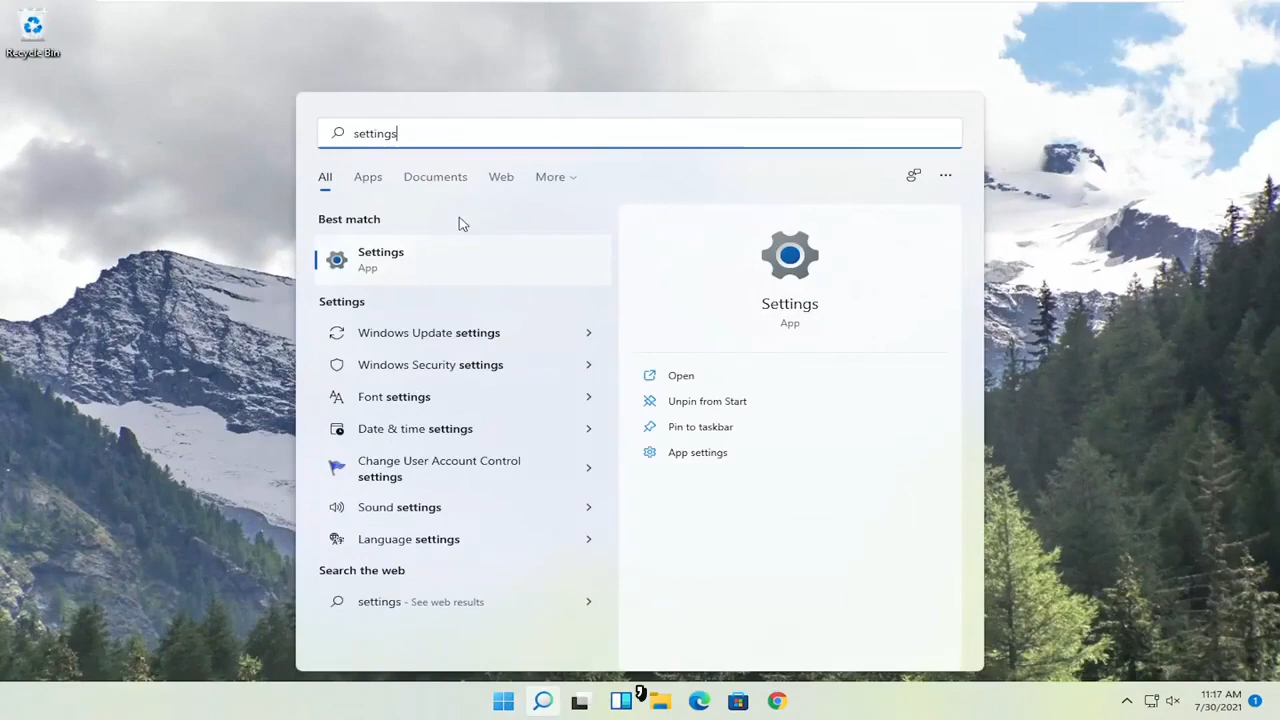 Recycle Bin
settings
All Apps Documents Web More
Best match
Settings
App
Settings
Windows Update settings
Windows Security settings
Font settings
Date & time settings
Change User Account Control
settings
Sound settings
Language settings
Search the web
settings - See web results
Settings
App
Open
Unpin from Start
Pin to taskbar
App settings
11:17 AM
7/30/2021
1